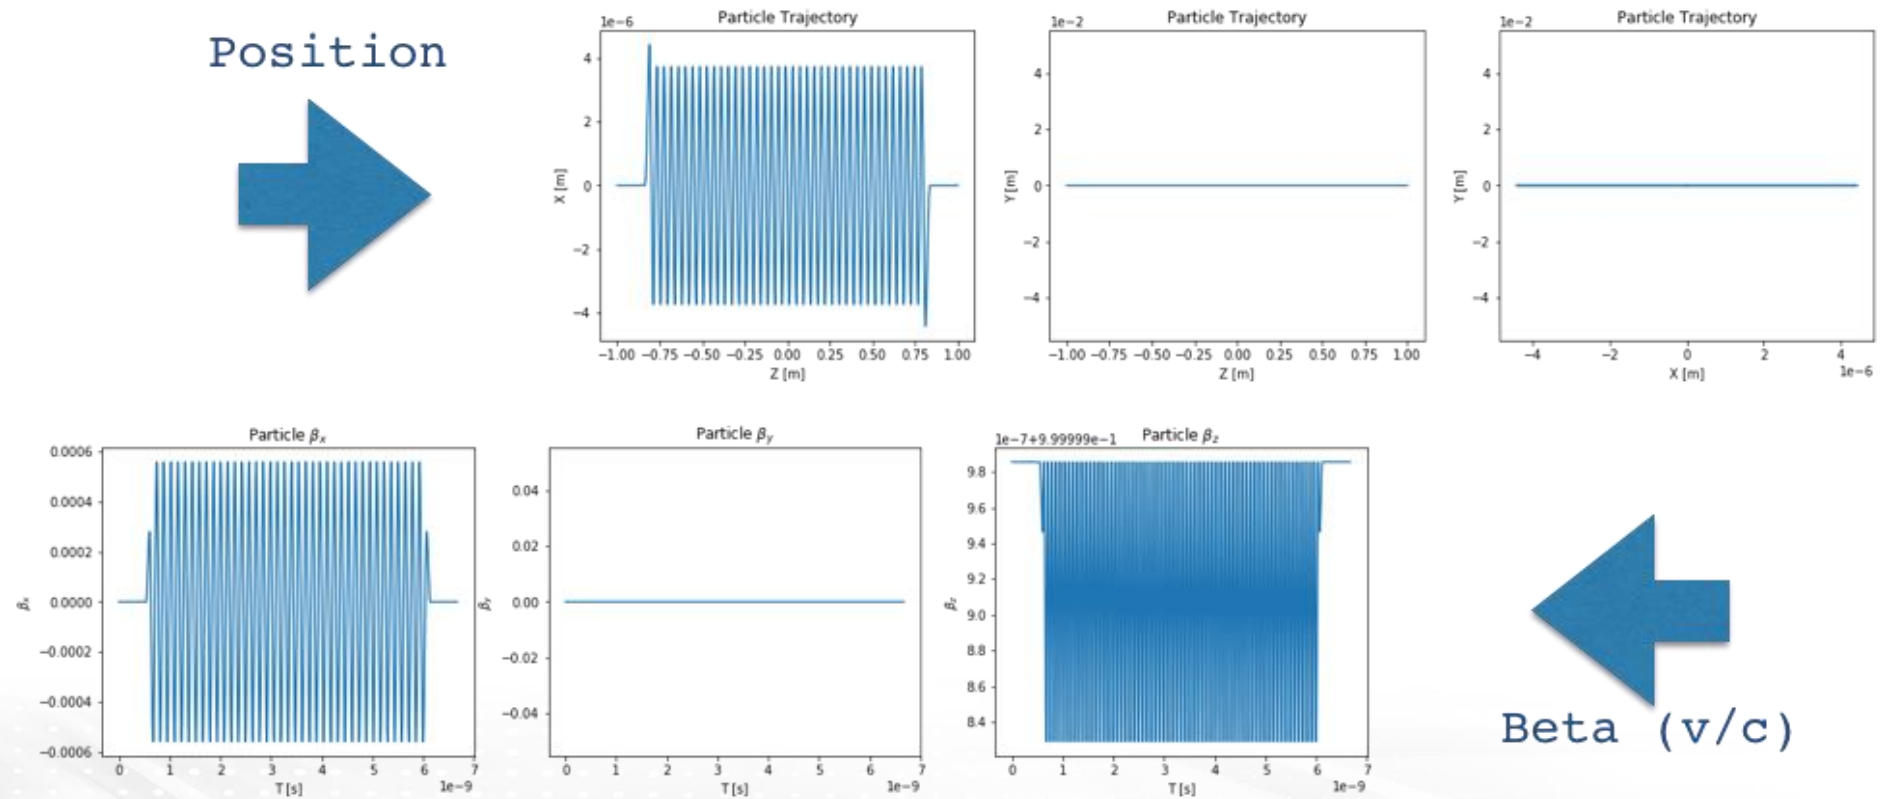 Position
Particle Trajectory
1e−6
4
2
0
−2
−4
X [m]
−1.00 −0.75 −0.50 −0.25 0.00 0.25 0.50 0.75 1.00
Z [m]
Particle Trajectory
1e−2
4
2
0
−2
−4
Y [m]
−1.00 −0.75 −0.50 −0.25 0.00 0.25 0.50 0.75 1.00
Z [m]
Particle Trajectory
1e−2
4
2
0
−2
−4
Y [m]
−4 −2 0 2 4
1e−6
X [m]
Particle βx
0.0006
0.0004
0.0002
0.0000
−0.0002
−0.0004
−0.0006
βx
0 1 2 3 4 5 6 7
T [s]
1e−9
Particle βy
0.04
0.02
0.00
−0.02
−0.04
βy
0 1 2 3 4 5 6 7
T [s]
1e−9
1e−7+9.99999e−1
Particle βz
9.8
9.6
9.4
9.2
9.0
8.8
8.6
8.4
βz
0 1 2 3 4 5 6 7
T [s]
1e−9
Beta (v/c)